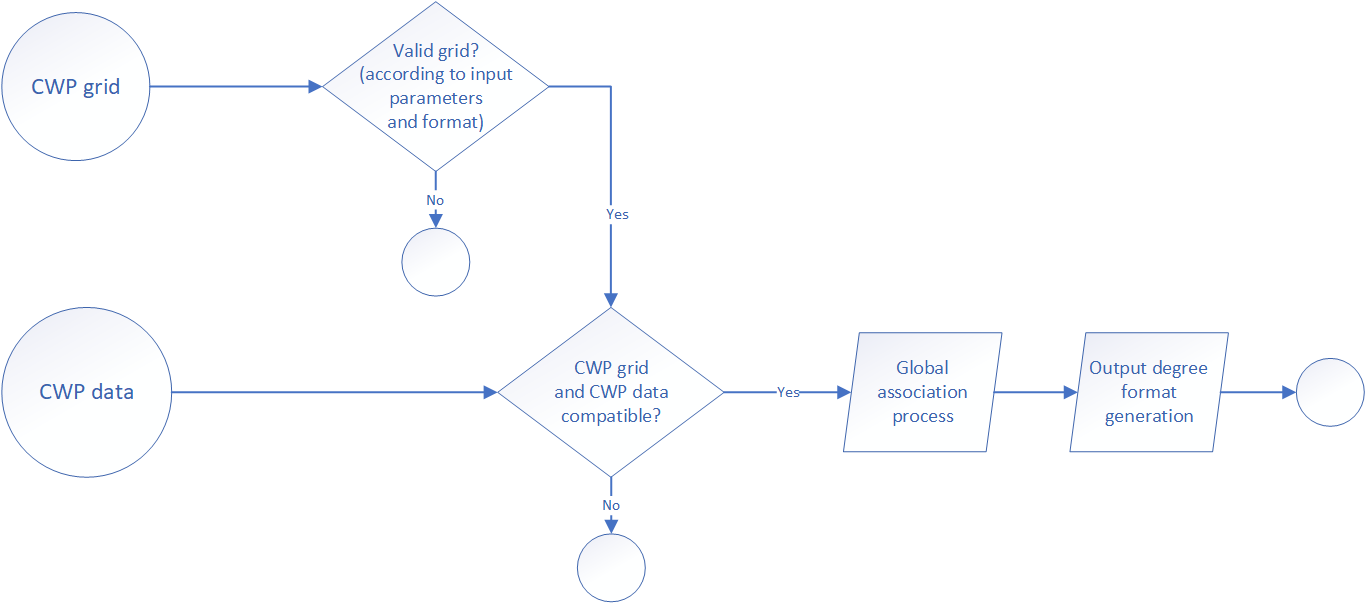 CWP grid
Valid grid?
(according to input
parameters
and format)
No
Yes
CWP data
CWP grid
and CWP data
compatible?
Yes
Global
association
process
Output degree
format
generation
No